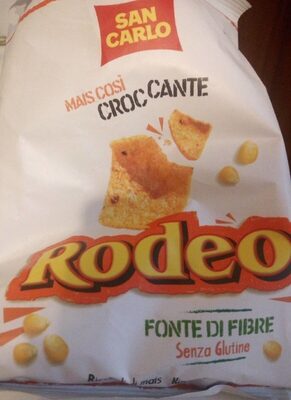 SAN
CARLO
MAIS COSÌ
CROCCANTE
RODEO
FONTE DI FIBRE
Senza Glutine